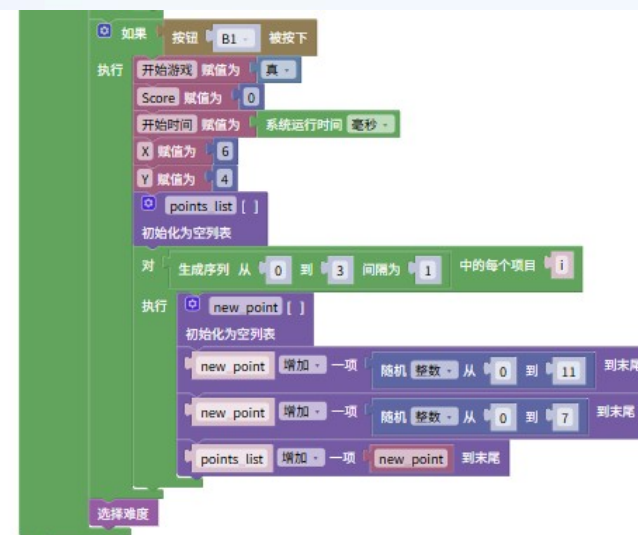 如果 按钮 B1 被按下
执行 开始游戏 赋值为 真
Score 赋值为 0
开始时间 赋值为 系统运行时间 毫秒
X 赋值为 6
Y 赋值为 4
points_list [ ]
初始化为空列表
对 生成序列 从 0 到 3 间隔为 1 中的每个项目 i
执行 new_point [ ]
初始化为空列表
new_point 增加 一项 随机 整数 从 0 到 11 到末尾
new_point 增加 一项 随机 整数 从 0 到 7 到末尾
points_list 增加 一项 new_point 到末尾
选择难度